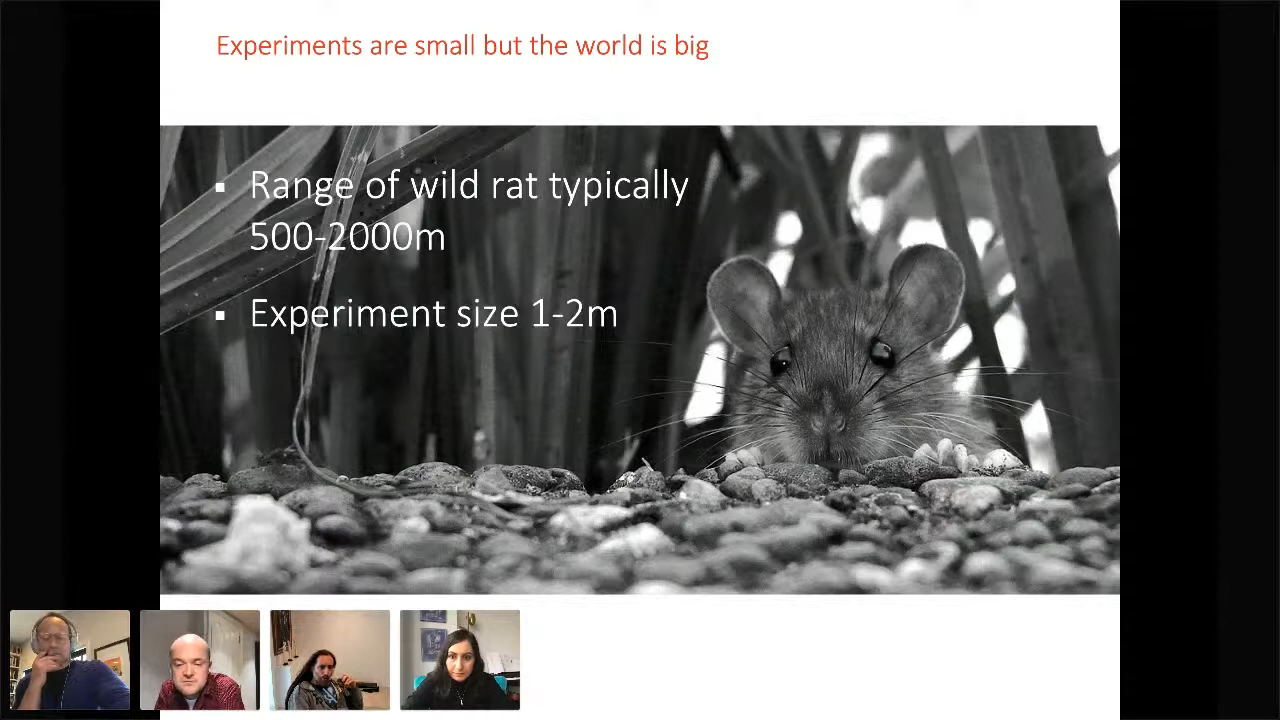 Experiments are small but the world is big
▪ Range of wild rat typically
500-2000m
▪ Experiment size 1-2m